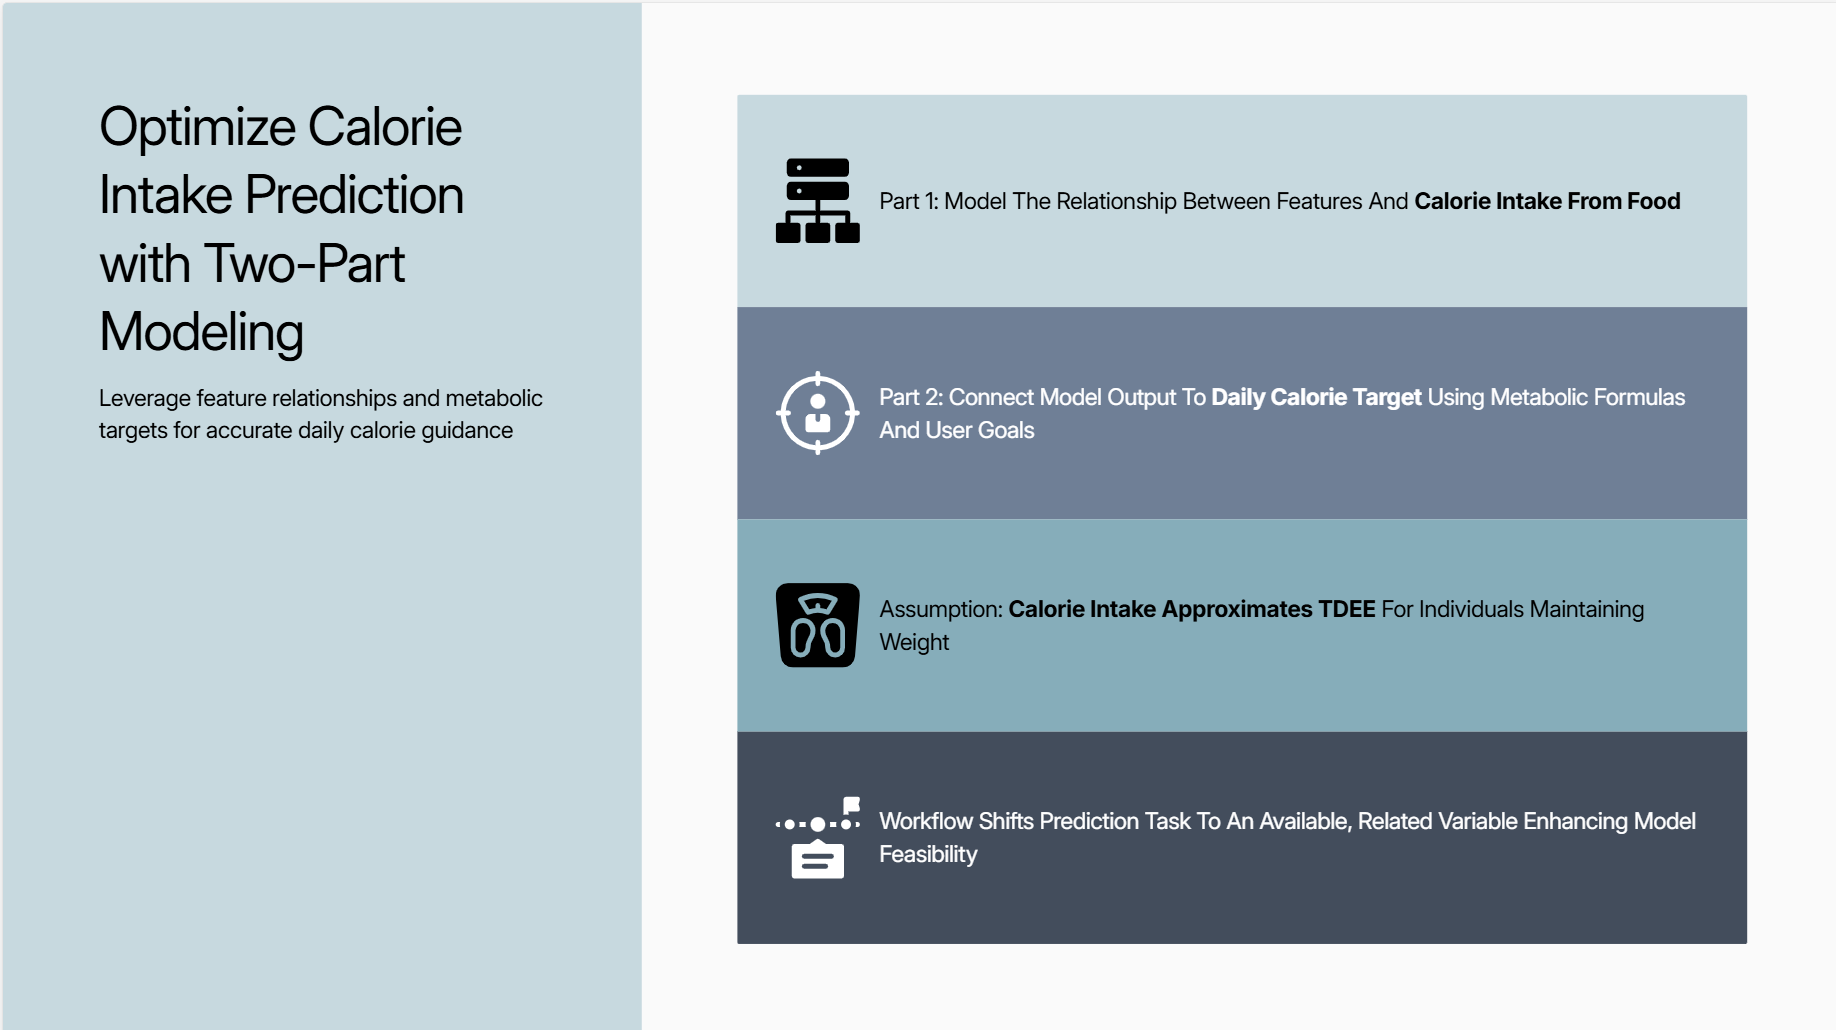 Optimize Calorie
Intake Prediction
with Two-Part
Modeling
Leverage feature relationships and metabolic
targets for accurate daily calorie guidance
Part 1: Model The Relationship Between Features And Calorie Intake From Food
Part 2: Connect Model Output To Daily Calorie Target Using Metabolic Formulas
And User Goals
Assumption: Calorie Intake Approximates TDEE For Individuals Maintaining
Weight
Workflow Shifts Prediction Task To An Available, Related Variable Enhancing Model
Feasibility